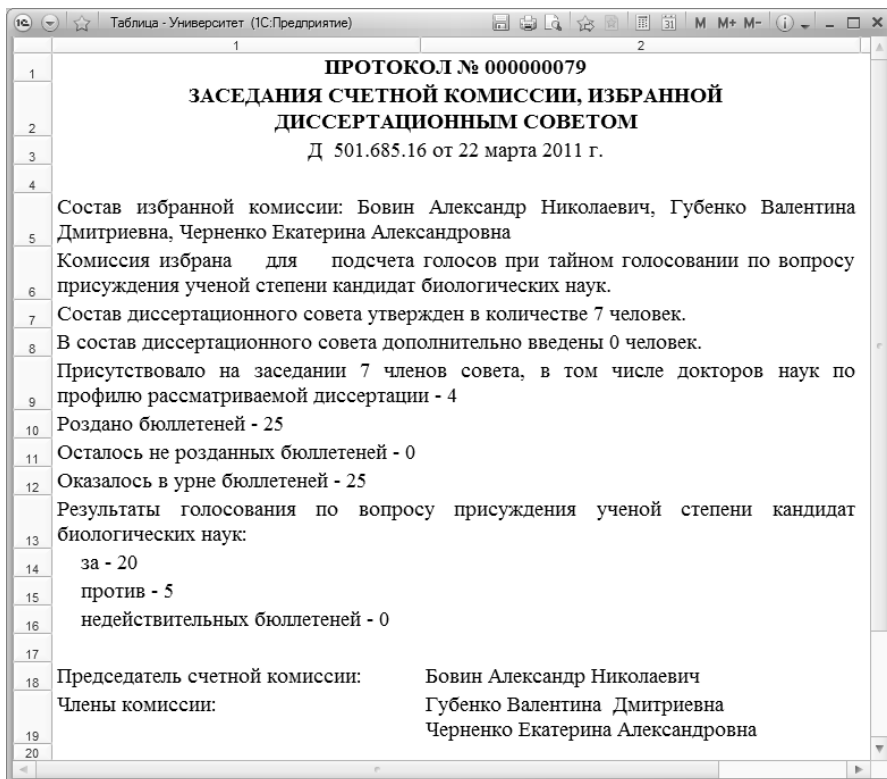 Таблица - Университет (1С:Предприятие)
31 M M+ M-
1 2
1 ПРОТОКОЛ № 000000079
ЗАСЕДАНИЯ СЧЕТНОЙ КОМИССИИ, ИЗБРАННОЙ
2 ДИССЕРТАЦИОННЫМ СОВЕТОМ
3 Д 501.685.16 от 22 марта 2011 г.
4
Состав избранной комиссии: Бовин Александр Николаевич, Губенко Валентина
5 Дмитриевна, Черненко Екатерина Александровна
Комиссия избрана для подсчета голосов при тайном голосовании по вопросу
6 присуждения ученой степени кандидат биологических наук.
7 Состав диссертационного совета утвержден в количестве 7 человек.
8 В состав диссертационного совета дополнительно введены 0 человек.
Присутствовало на заседании 7 членов совета, в том числе докторов наук по
9 профилю рассматриваемой диссертации - 4
10 Роздано бюллетеней - 25
11 Осталось не розданных бюллетеней - 0
12 Оказалось в урне бюллетеней - 25
Результаты голосования по вопросу присуждения ученой степени кандидат
13 биологических наук:
14 за - 20
15 против - 5
16 недействительных бюллетеней - 0
17
18 Председатель счетной комиссии: Бовин Александр Николаевич
Члены комиссии: Губенко Валентина Дмитриевна
19 Черненко Екатерина Александровна
20